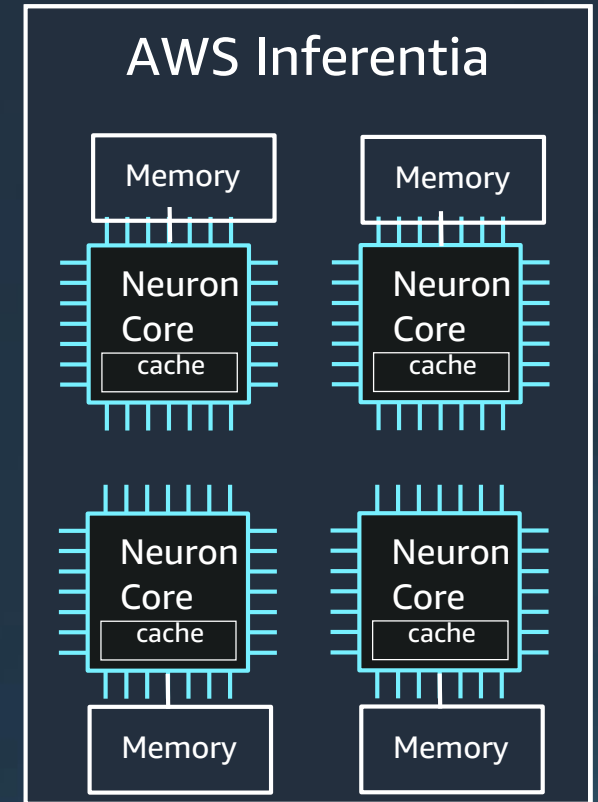 AWS Inferentia
Memory
Memory
Neuron
Core
cache
Neuron
Core
cache
Neuron
Core
cache
Neuron
Core
cache
Memory
Memory